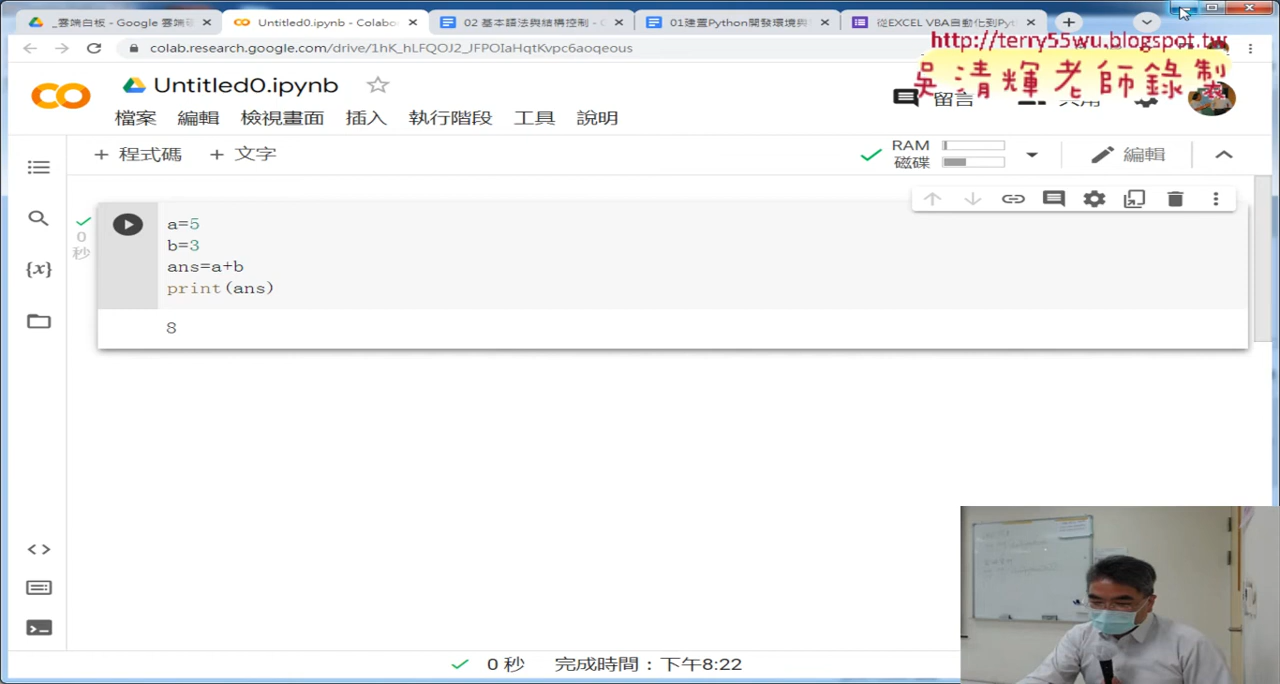 _雲端白板 - Google 雲端
Untitled0.ipynb - Colabo
02 基本語法與結構控制 - G
01建置Python開發環境與
從EXCEL VBA自動化到Pyt
colab.research.google.com/drive/1hK_hLFQOJ2_JFPOIaHqtKvpc6aoqeous
http://terry55wu.blogspot.tw
吳清輝老師錄製
Untitled0.ipynb
檔案 編輯 檢視畫面 插入 執行階段 工具 說明
留言
共用
+ 程式碼 + 文字
RAM
磁碟
編輯
0
秒
a=5
b=3
ans=a+b
print(ans)
8
{x}
0 秒 完成時間：下午8:22